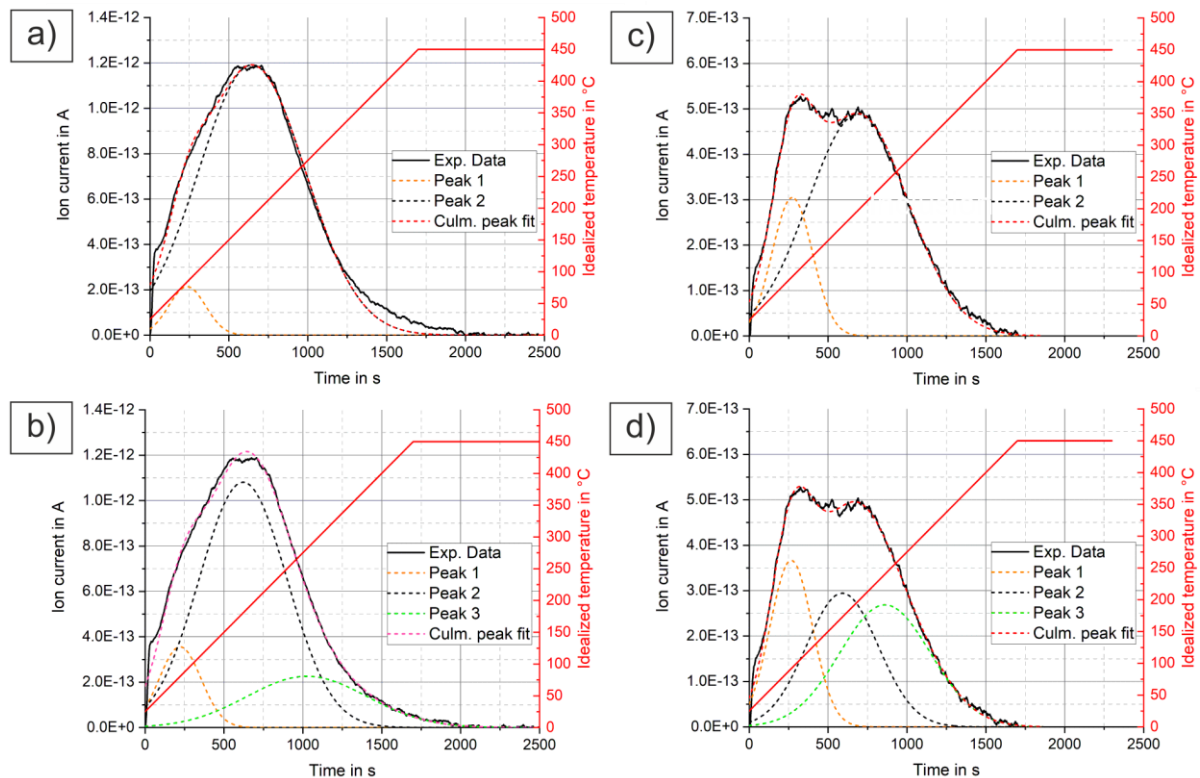 a)
1.4E-12
1.2E-12
1.0E-12
8.0E-13
6.0E-13
4.0E-13
2.0E-13
0.0E+0
Ion current in A
0 500 1000 1500 2000 2500
Time in s
500
450
400
350
300
250
200
150
100
50
0
Idealized temperature in °C
Exp. Data
Peak 1
Peak 2
Culm. peak fit
c)
7.0E-13
6.0E-13
5.0E-13
4.0E-13
3.0E-13
2.0E-13
1.0E-13
0.0E+0
Ion current in A
0 500 1000 1500 2000 2500
Time in s
500
450
400
350
300
250
200
150
100
50
0
Idealized temperature in °C
Exp. Data
Peak 1
Peak 2
Culm. peak fit
b)
1.4E-12
1.2E-12
1.0E-12
8.0E-13
6.0E-13
4.0E-13
2.0E-13
0.0E+0
Ion current in A
0 500 1000 1500 2000 2500
Time in s
500
450
400
350
300
250
200
150
100
50
0
Idealized temperature in °C
Exp. Data
Peak 1
Peak 2
Peak 3
Culm. peak fit
d)
7.0E-13
6.0E-13
5.0E-13
4.0E-13
3.0E-13
2.0E-13
1.0E-13
0.0E+0
Ion current in A
0 500 1000 1500 2000 2500
Time in s
500
450
400
350
300
250
200
150
100
50
0
Idealized temperature in °C
Exp. Data
Peak 1
Peak 2
Peak 3
Culm. peak fit